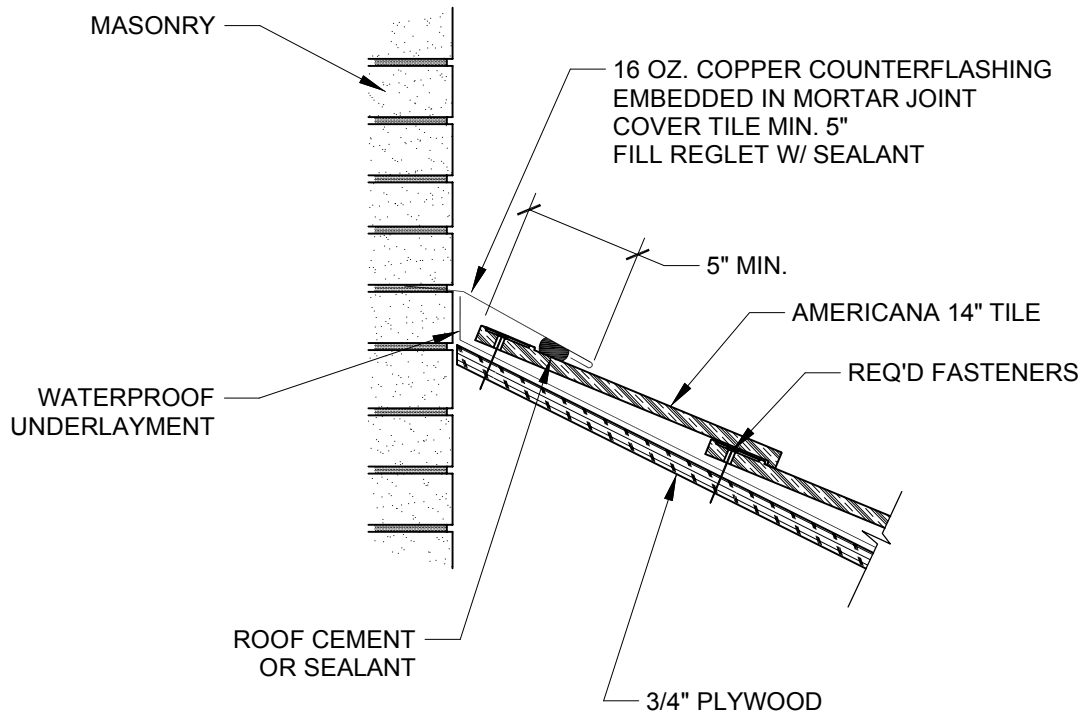 MASONRY
16 OZ. COPPER COUNTERFLASHING
EMBEDDED IN MORTAR JOINT
COVER TILE MIN. 5"
FILL REGLET W/ SEALANT
5" MIN.
AMERICANA 14" TILE
REQ'D FASTENERS
WATERPROOF
UNDERLAYMENT
ROOF CEMENT
OR SEALANT
3/4" PLYWOOD